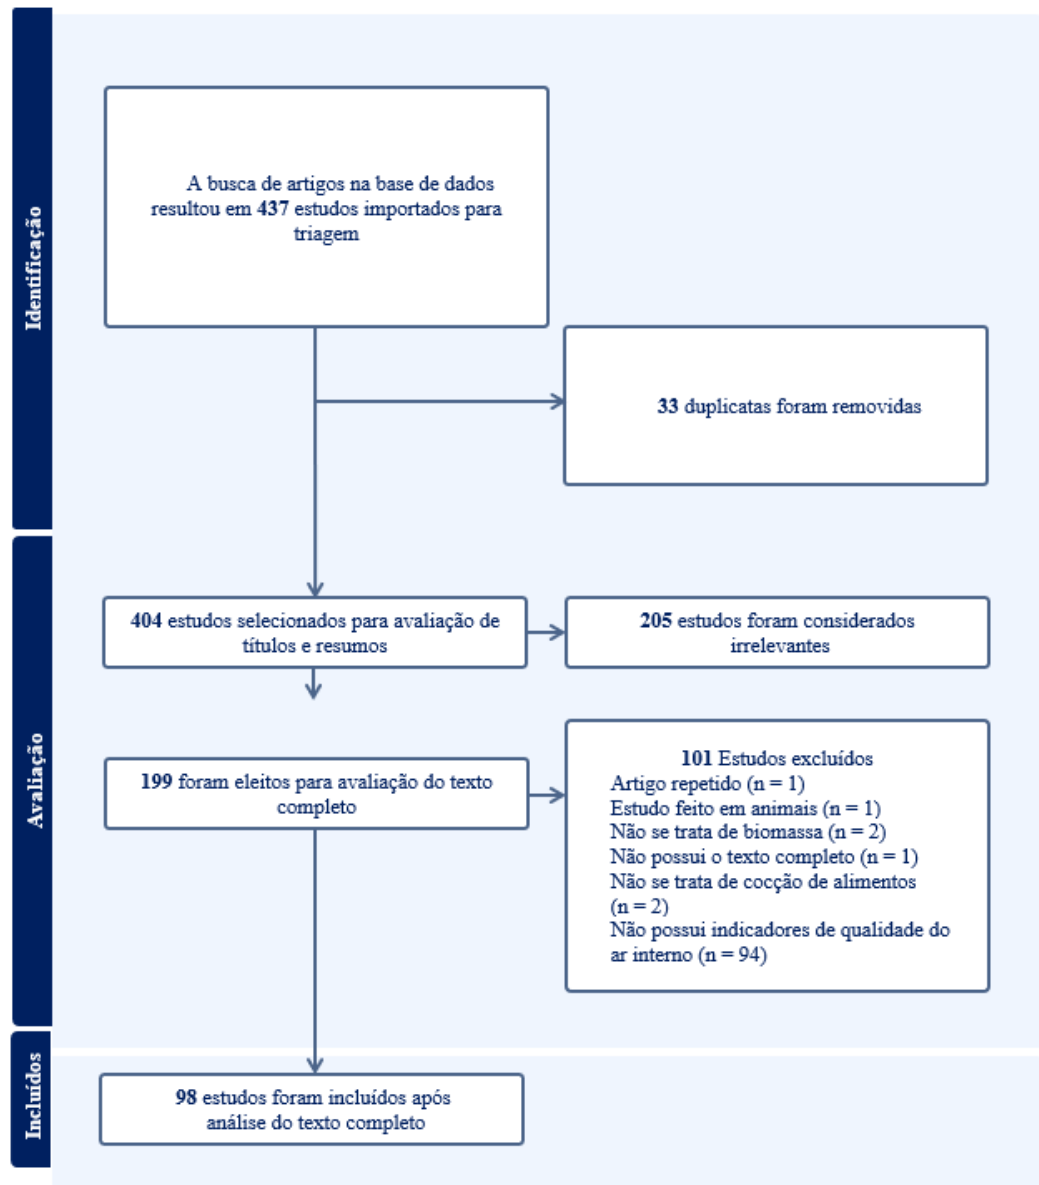 Identificação
A busca de artigos na base de dados
resultou em 437 estudos importados para
triagem
33 duplicatas foram removidas
Avaliação
404 estudos selecionados para avaliação de
títulos e resumos
205 estudos foram considerados
irrelevantes
199 foram eleitos para avaliação do texto
completo
101 Estudos excluídos
Artigo repetido (n = 1)
Estudo feito em animais (n = 1)
Não se trata de biomassa (n = 2)
Não possui o texto completo (n = 1)
Não se trata de cocção de alimentos
(n = 2)
Não possui indicadores de qualidade do
ar interno (n = 94)
Incluídos
98 estudos foram incluídos após
análise do texto completo